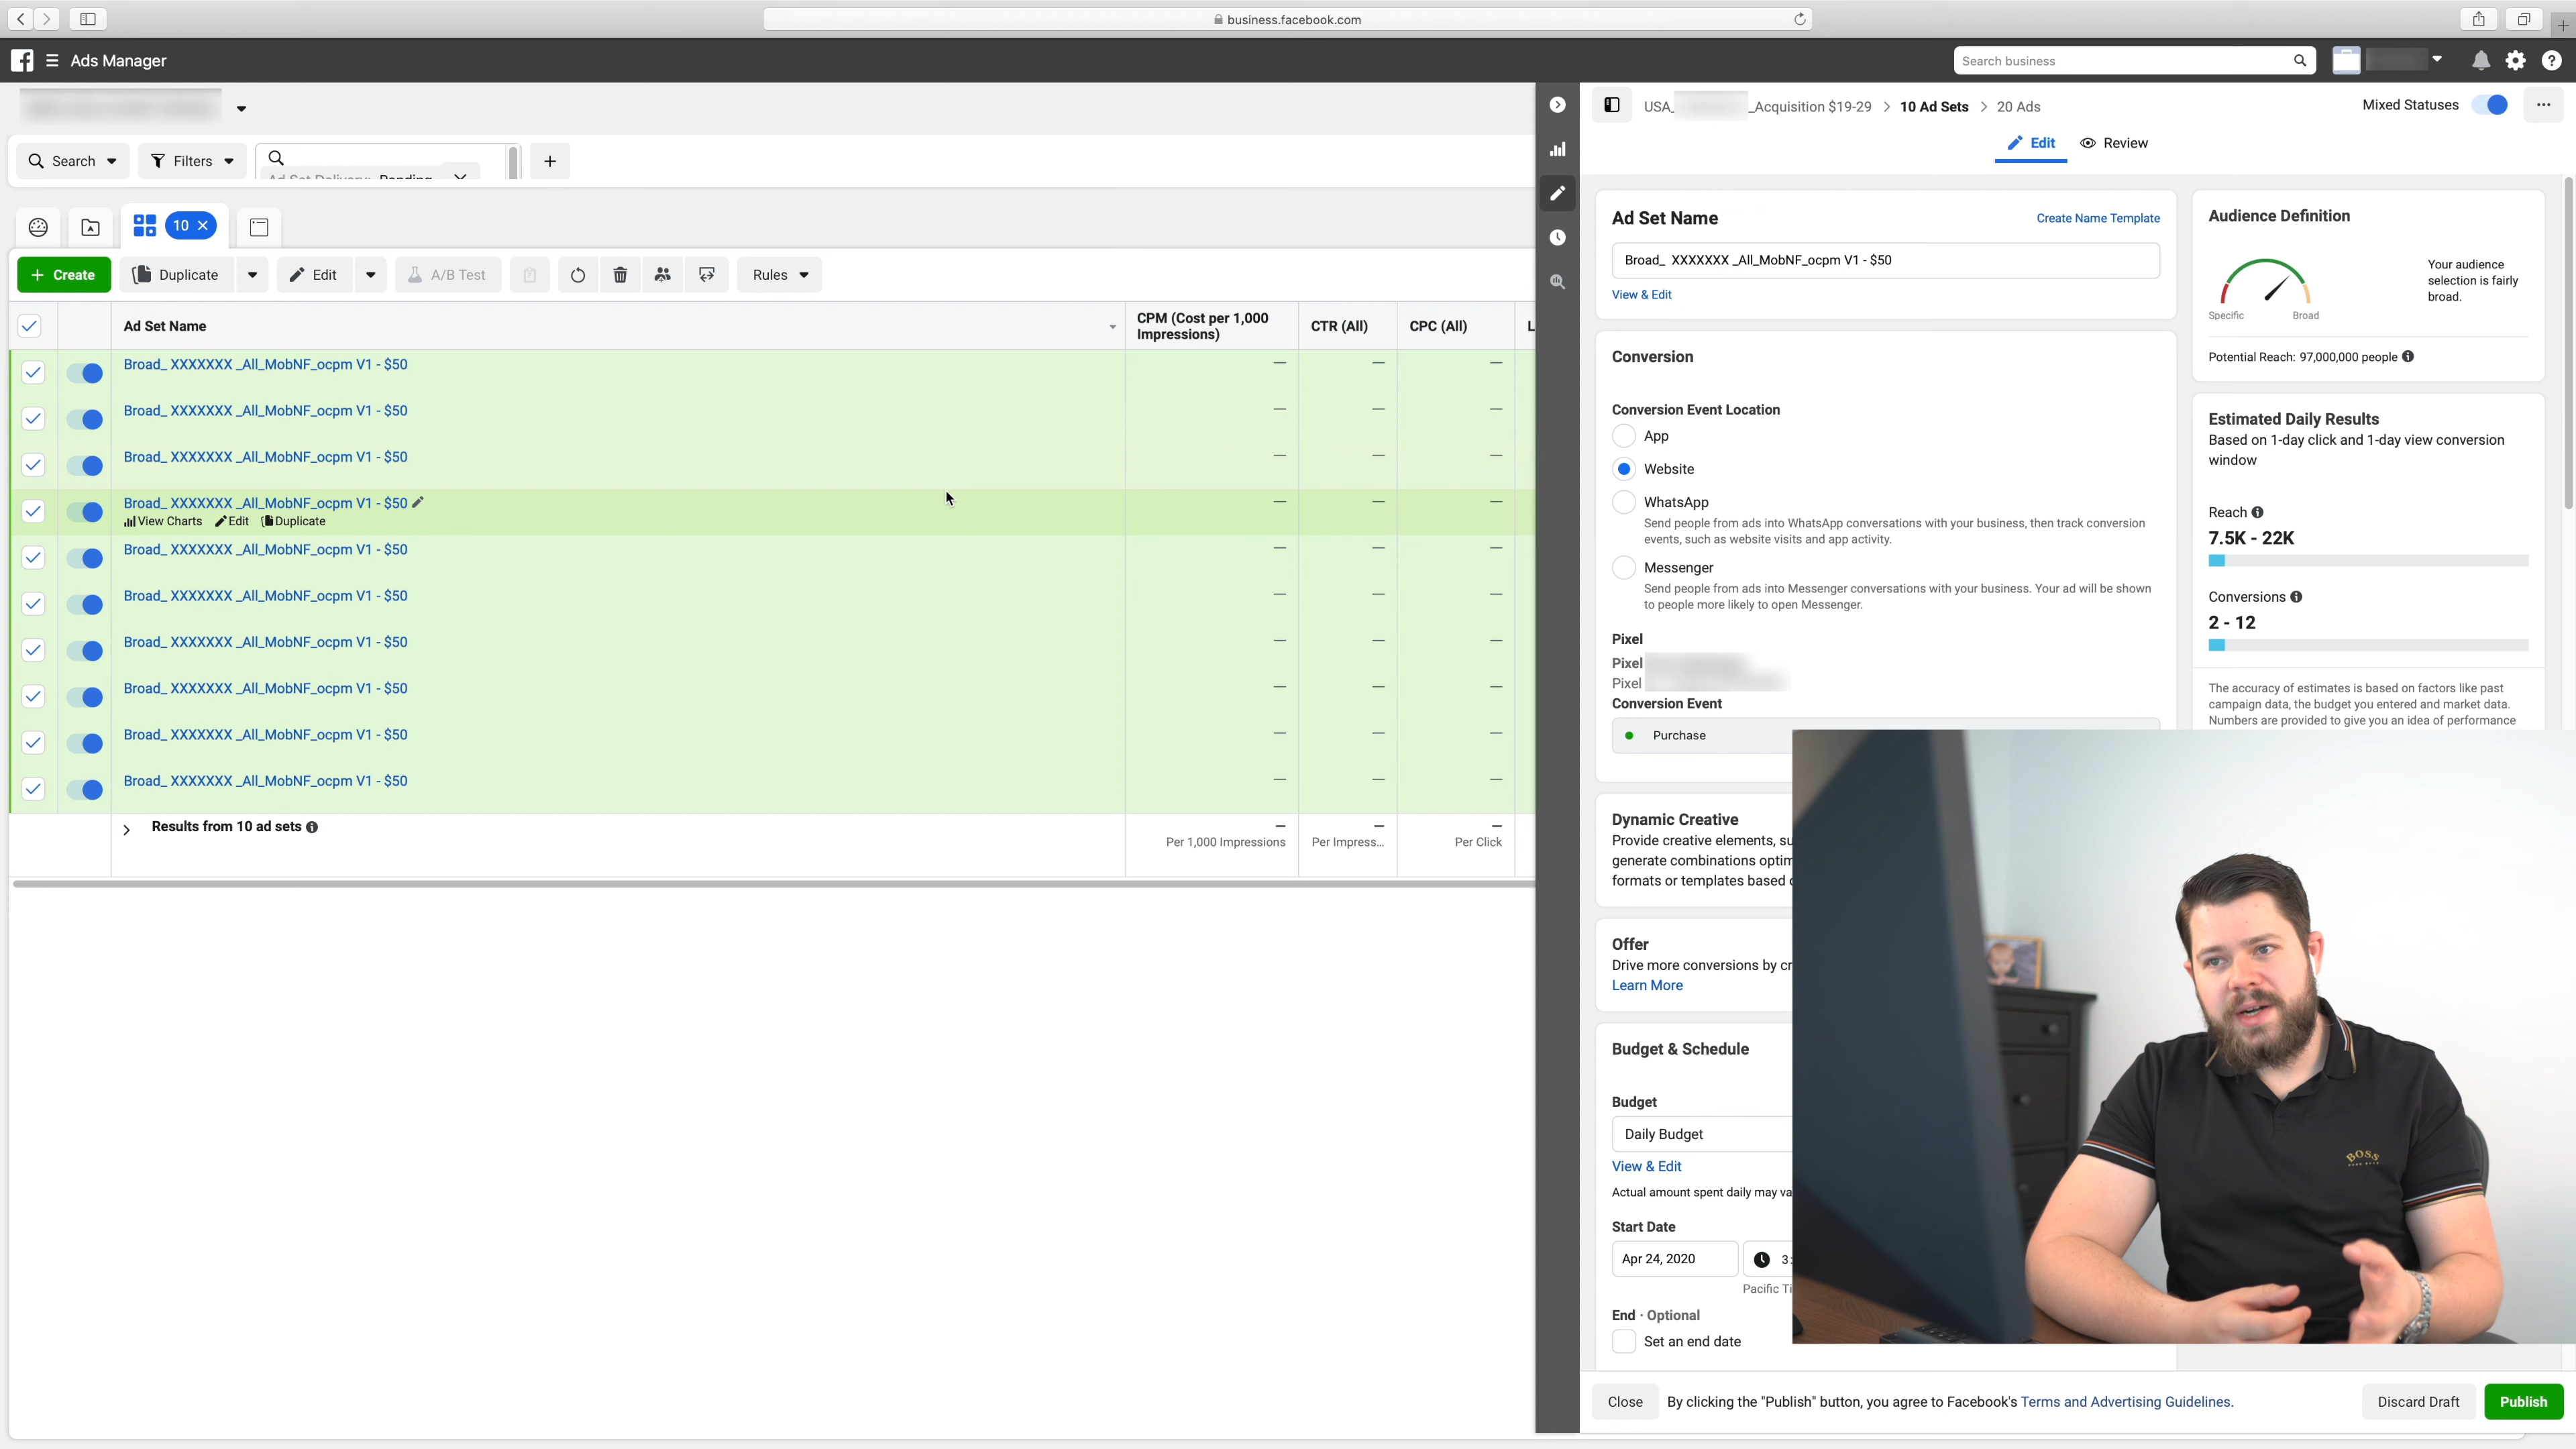 business.facebook.com
Ads Manager
Search business
USA_ _Acquisition $19-29 > 10 Ad Sets > 20 Ads
Mixed Statuses
Edit
Review
Search
Filters
10
Create
Duplicate
Edit
A/B Test
Rules
Ad Set Name
CPM (Cost per 1,000 Impressions)
CTR (All)
CPC (All)
L
Broad_ XXXXXXX _All_MobNF_ocpm V1 - $50
Broad_ XXXXXXX _All_MobNF_ocpm V1 - $50
Broad_ XXXXXXX _All_MobNF_ocpm V1 - $50
Broad_ XXXXXXX _All_MobNF_ocpm V1 - $50
View Charts Edit Duplicate
Broad_ XXXXXXX _All_MobNF_ocpm V1 - $50
Broad_ XXXXXXX _All_MobNF_ocpm V1 - $50
Broad_ XXXXXXX _All_MobNF_ocpm V1 - $50
Broad_ XXXXXXX _All_MobNF_ocpm V1 - $50
Broad_ XXXXXXX _All_MobNF_ocpm V1 - $50
Broad_ XXXXXXX _All_MobNF_ocpm V1 - $50
Results from 10 ad sets
Per 1,000 Impressions
Per Impress...
Per Click
Ad Set Name
Create Name Template
Broad_ XXXXXXX _All_MobNF_ocpm V1 - $50
View & Edit
Conversion
Conversion Event Location
App
Website
WhatsApp
Send people from ads into WhatsApp conversations with your business, then track conversion
events, such as website visits and app activity.
Messenger
Send people from ads into Messenger conversations with your business. Your ad will be shown
to people more likely to open Messenger.
Pixel
Pixel
Pixel
Conversion Event
Purchase
Dynamic Creative
Provide creative elements, su
generate combinations optim
formats or templates based
Offer
Drive more conversions by cr
Learn More
Budget & Schedule
Budget
Daily Budget
View & Edit
Actual amount spent daily may va
Start Date
Apr 24, 2020
3:
Pacific Ti
End · Optional
Set an end date
Audience Definition
Your audience
selection is fairly
broad.
Specific
Broad
Potential Reach: 97,000,000 people
Estimated Daily Results
Based on 1-day click and 1-day view conversion
window
Reach
7.5K - 22K
Conversions
2 - 12
The accuracy of estimates is based on factors like past
campaign data, the budget you entered and market data.
Numbers are provided to give you an idea of performance
BOSS
Close
By clicking the "Publish" button, you agree to Facebook's Terms and Advertising Guidelines.
Discard Draft
Publish